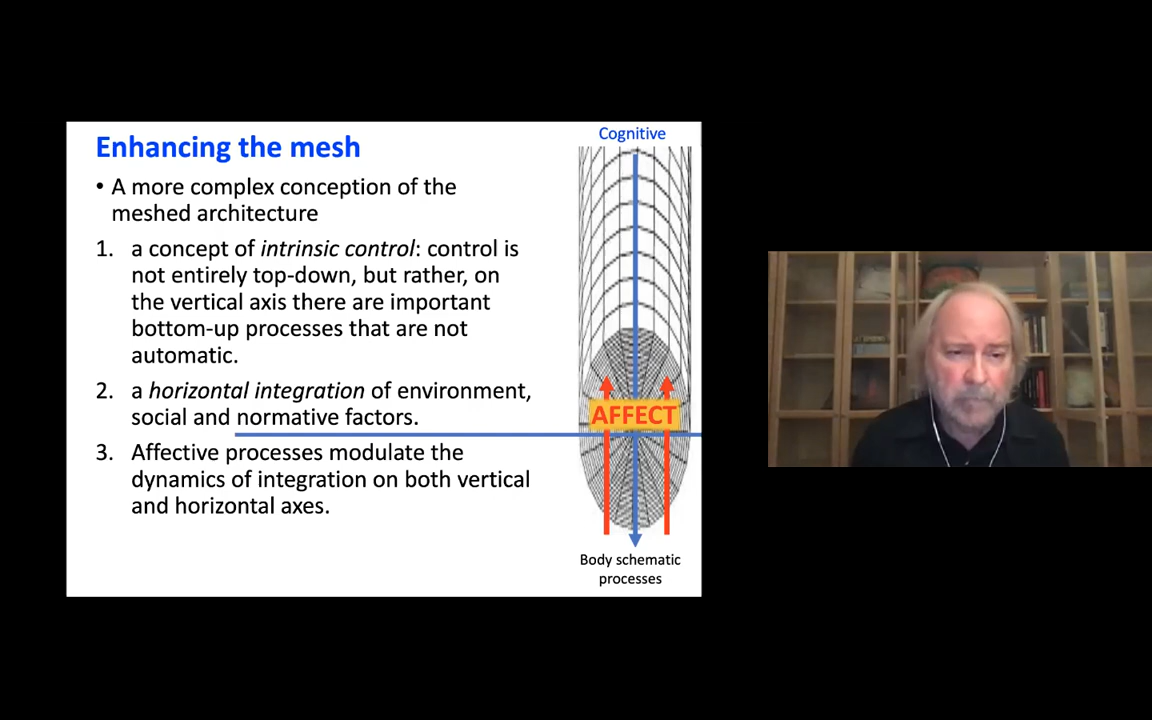 Enhancing the mesh
• A more complex conception of the
meshed architecture
1. a concept of intrinsic control: control is
not entirely top-down, but rather, on
the vertical axis there are important
bottom-up processes that are not
automatic.
2. a horizontal integration of environment,
social and normative factors.
3. Affective processes modulate the
dynamics of integration on both vertical
and horizontal axes.
Cognitive
AFFECT
Body schematic
processes